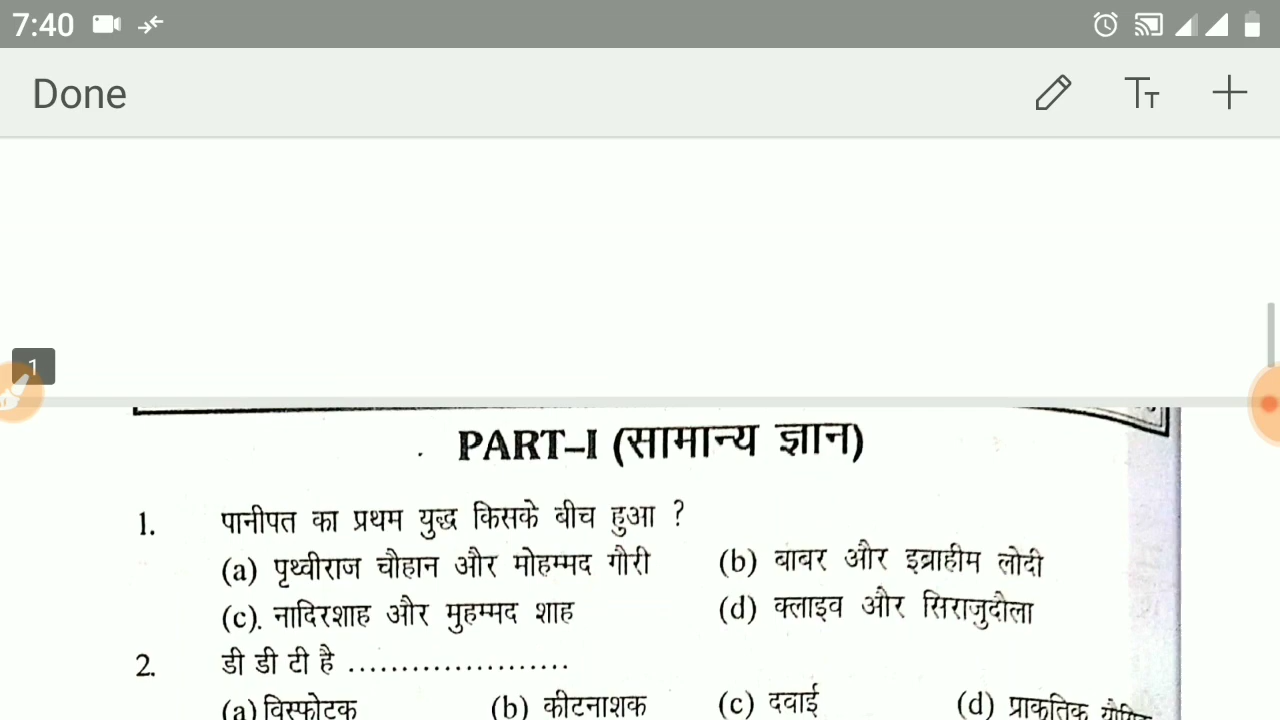 7:40
Done
1
PART–I (सामान्य ज्ञान)
1. पानीपत का प्रथम युद्ध किसके बीच हुआ ?
(a) पृथ्वीराज चौहान और मोहम्मद गौरी (b) बाबर और इब्राहीम लोदी
(c). नादिरशाह और मुहम्मद शाह (d) क्लाइव और सिराजुदौला
2. डी डी टी है .....................
(a) विस्फोटक (b) कीटनाशक (c) दवाई (d) प्राकृतिक यौगिक